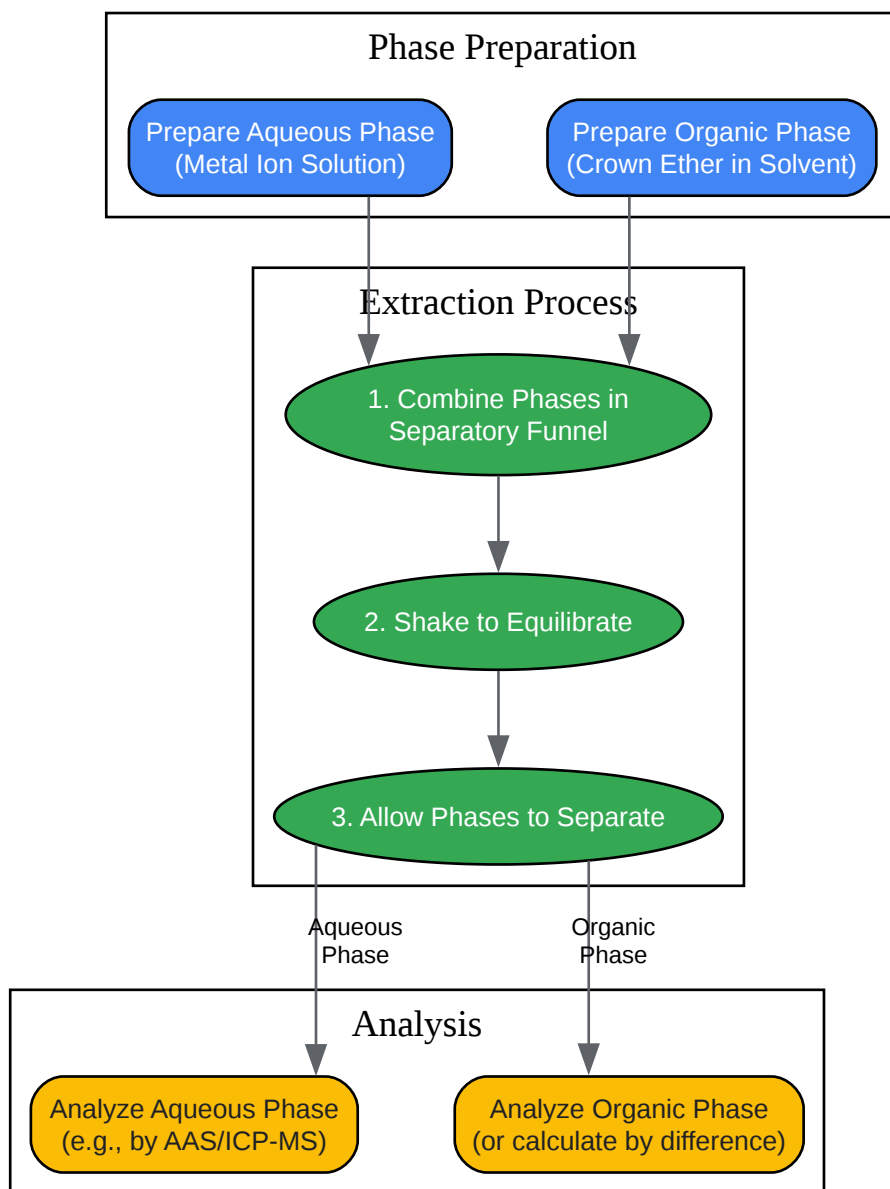 Phase Preparation
Prepare Aqueous Phase
(Metal Ion Solution)
Prepare Organic Phase
(Crown Ether in Solvent)
Extraction Process
1. Combine Phases in
Separatory Funnel
2. Shake to Equilibrate
3. Allow Phases to Separate
Aqueous
Phase
Organic
Phase
Analysis
Analyze Aqueous Phase
(e.g., by AAS/ICP-MS)
Analyze Organic Phase
(or calculate by difference)